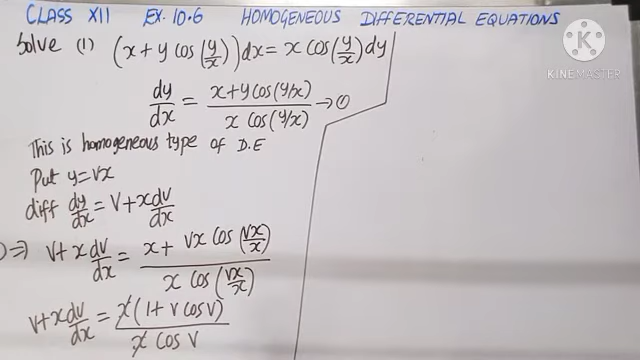 CLASS XII EX. 10.6 HOMOGENEOUS DIFFERENTIAL EQUATIONS
Solve (1) (x + y cos(y/x))dx = x cos(y/x)dy
dy/dx = x+y cos(y/x) / x cos(y/x) → ①
This is homogeneous type of D.E
Put y=vx
diff dy/dx = v+x dv/dx
)⇒ v+x dv/dx = x + vx cos(vx/x) / x cos(vx/x)
v+x dv/dx = x(1+ v cos v) / x cos v
K
KINEMASTER